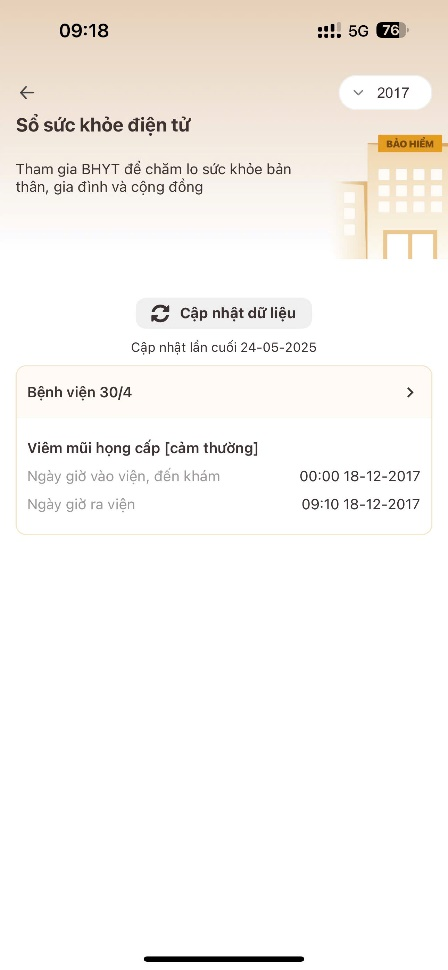 09:18
5G 76
2017
Sổ sức khỏe điện tử
Tham gia BHYT để chăm lo sức khỏe bản
thân, gia đình và cộng đồng
BẢO HIỂM
Cập nhật dữ liệu
Cập nhật lần cuối 24-05-2025
Bệnh viện 30/4
Viêm mũi họng cấp [cảm thường]
Ngày giờ vào viện, đến khám 00:00 18-12-2017
Ngày giờ ra viện 09:10 18-12-2017